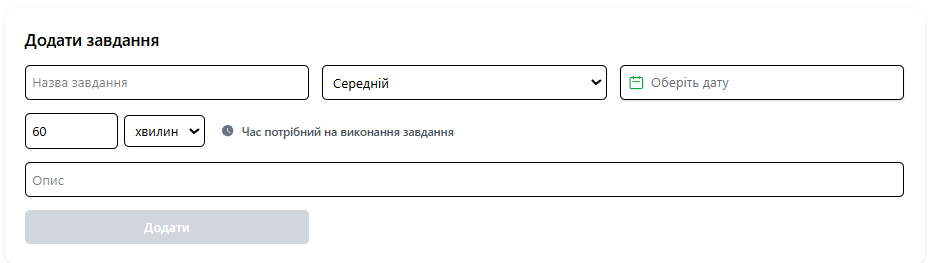 Додати завдання
Назва завдання Середній Оберіть дату
60 хвилин Час потрібний на виконання завдання
Опис
Додати